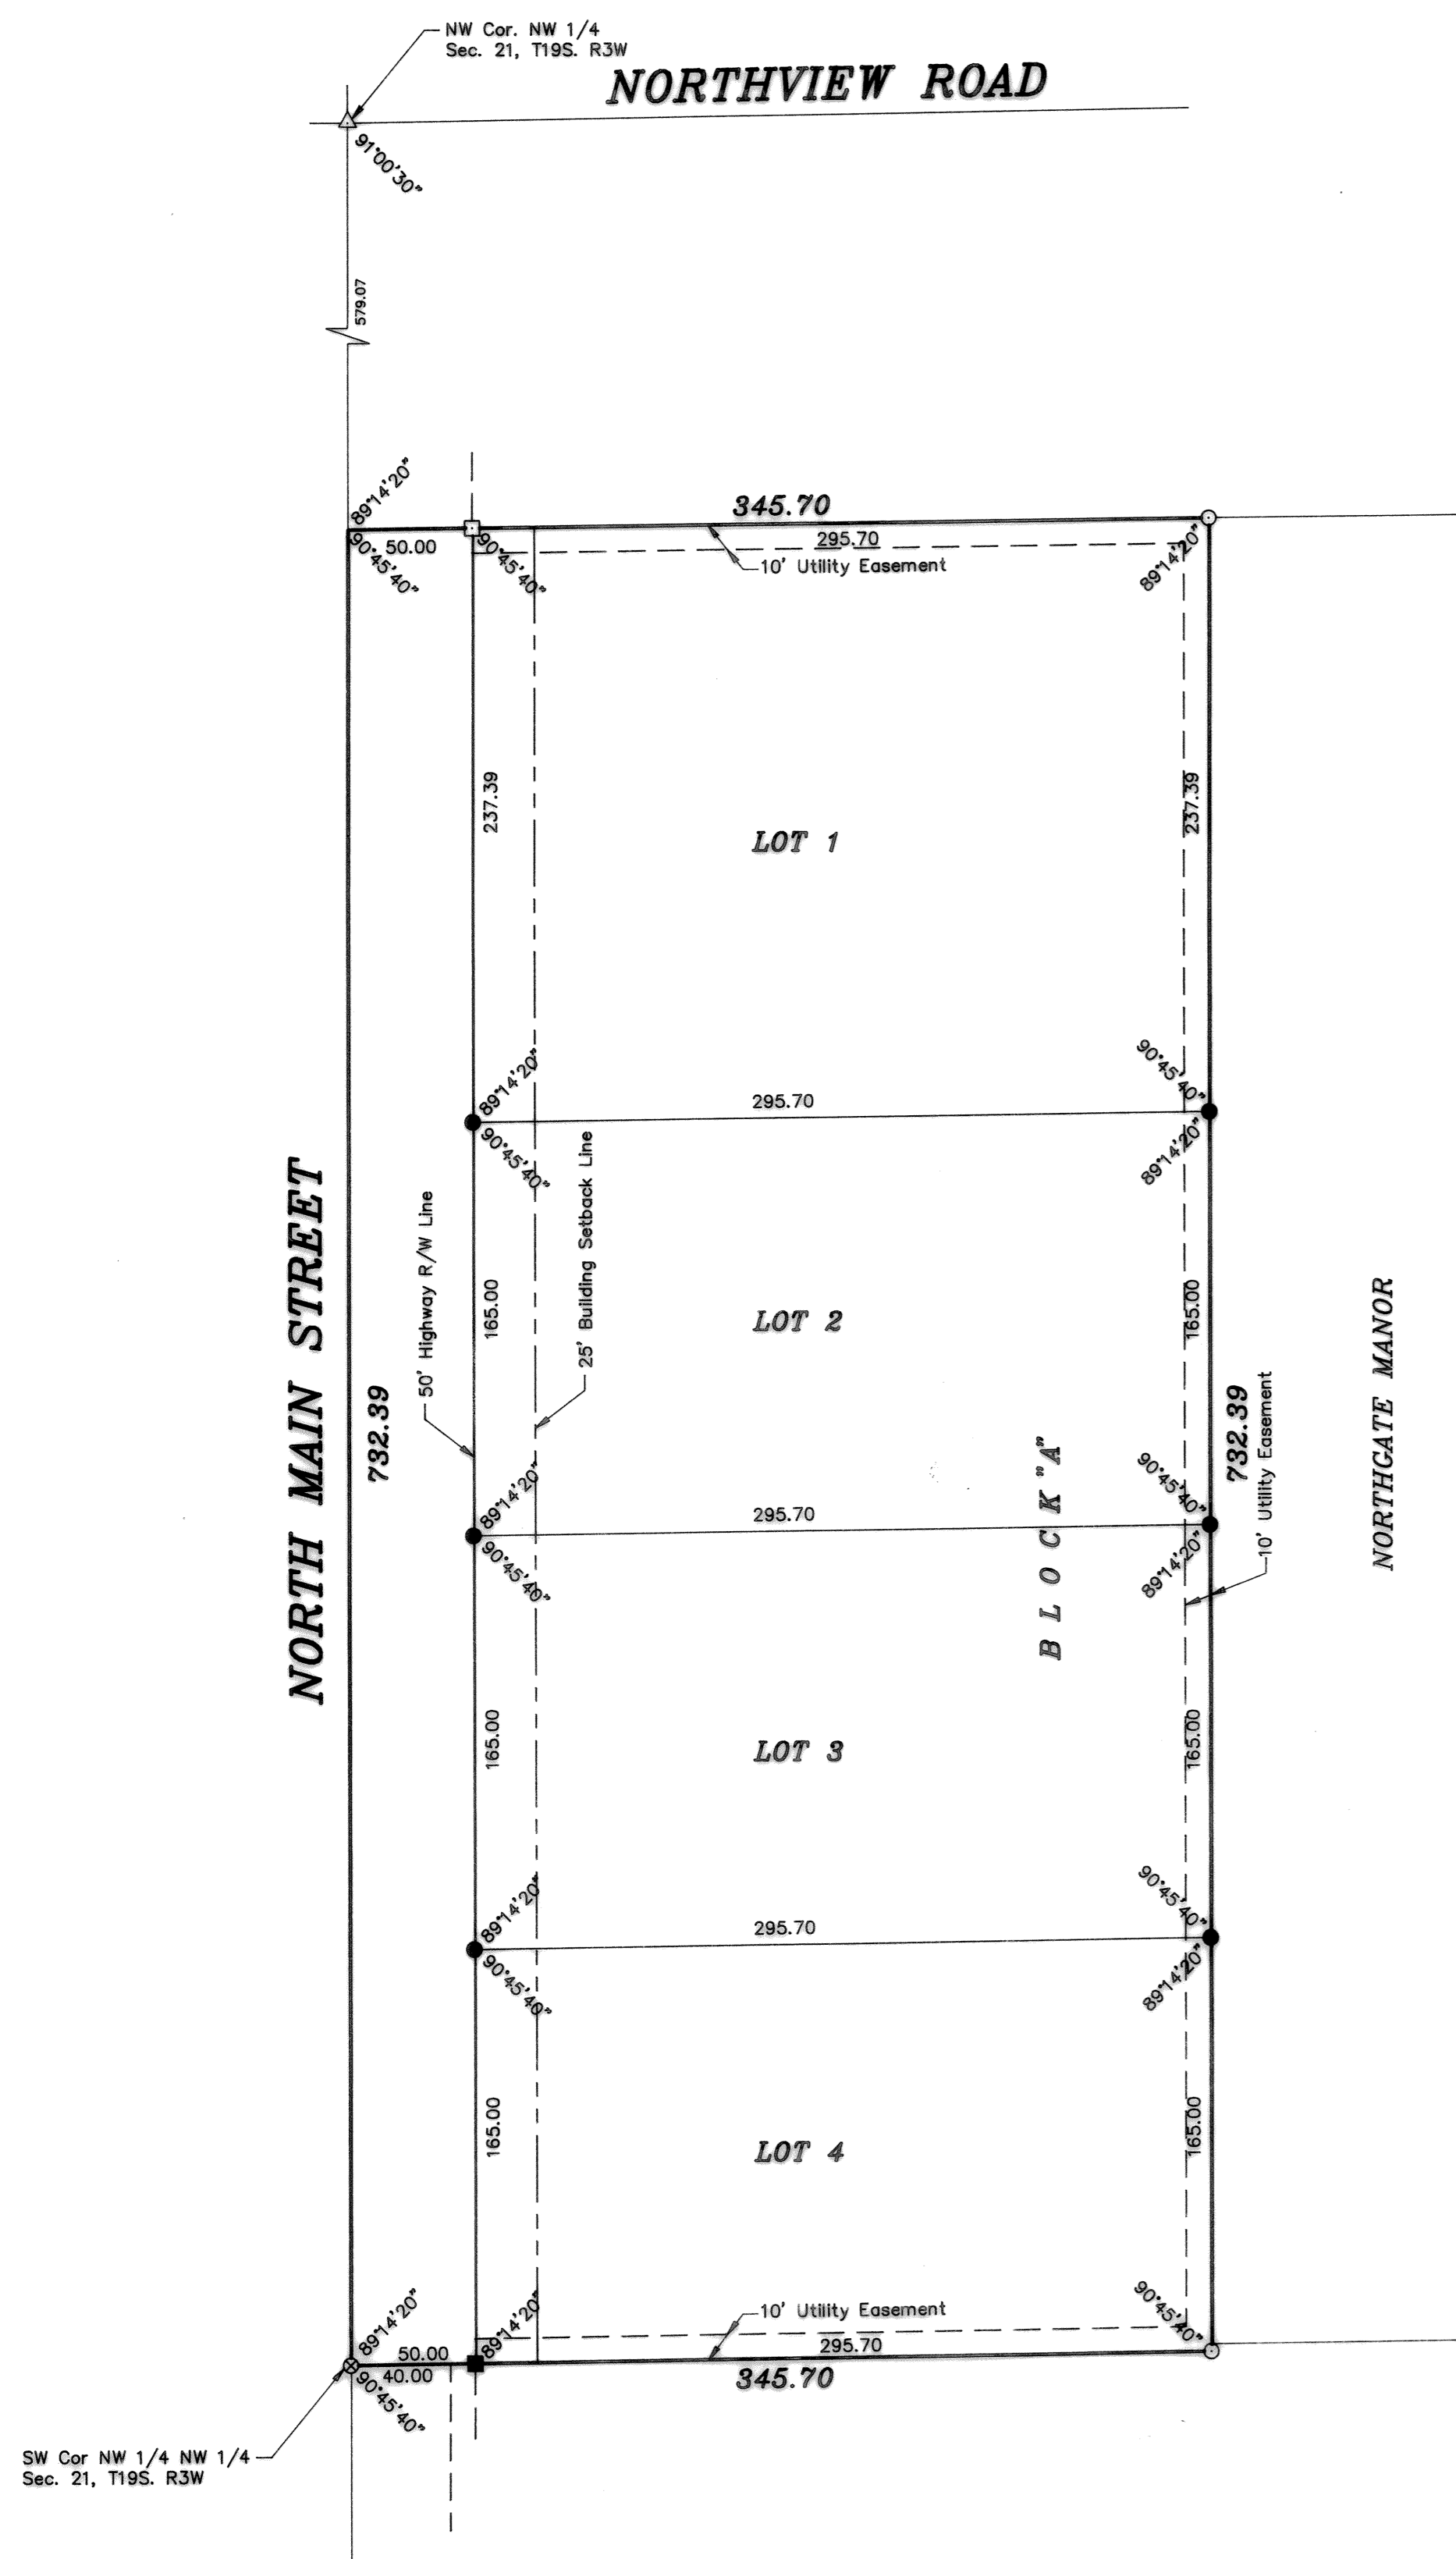 NW Cor. NW 1/4
Sec. 21, T19S. R3W
NORTHVIEW ROAD
91°00'30"
579.07
89°14'20"
90°45'40"
50.00
345.70
295.70
10' Utility Easement
90°45'40"
89°14'20"
237.39
237.39
LOT 1
89°14'20"
90°45'40"
295.70
90°45'40"
89°14'20"
NORTH MAIN STREET
732.39
50' Highway R/W Line
25' Building Setback Line
165.00
LOT 2
165.00
BLOCK "A"
732.39
10' Utility Easement
NORTHGATE MANOR
89°14'20"
90°45'40"
295.70
90°45'40"
89°14'20"
165.00
LOT 3
165.00
89°14'20"
90°45'40"
295.70
90°45'40"
89°14'20"
165.00
LOT 4
165.00
89°14'20"
90°45'40"
50.00
40.00
89°14'20"
10' Utility Easement
295.70
345.70
90°45'40"
SW Cor NW 1/4 NW 1/4
Sec. 21, T19S. R3W